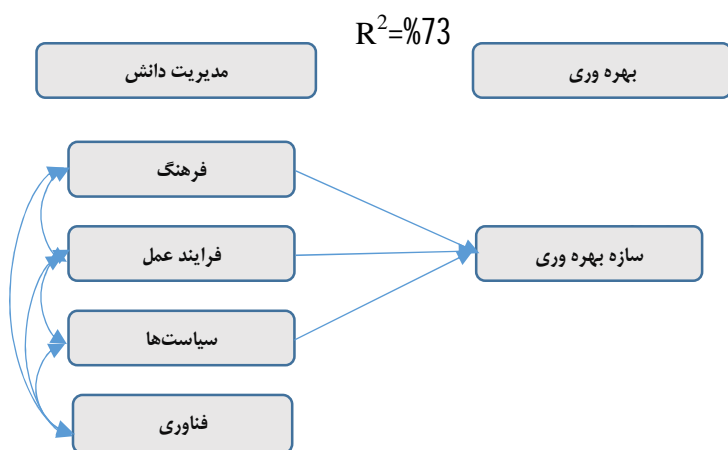 R²=%73
مدیریت دانش
بهره وری
فرهنگ
فرایند عمل
سازه بهره وری
سیاست‌ها
فناوری